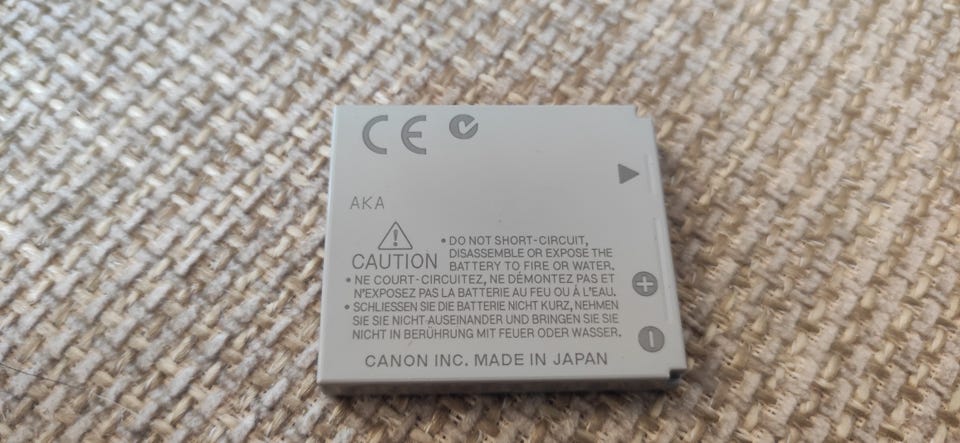 CE
AKA
CAUTION
• DO NOT SHORT-CIRCUIT,
DISASSEMBLE OR EXPOSE THE
BATTERY TO FIRE OR WATER.
• NE COURT-CIRCUITEZ, NE DÉMONTEZ PAS ET
N'EXPOSEZ PAS LA BATTERIE AU FEU OU À L'EAU.
• SCHLIESSEN SIE DIE BATTERIE NICHT KURZ, NEHMEN
SIE SIE NICHT AUSEINANDER UND BRINGEN SIE SIE
NICHT IN BERÜHRUNG MIT FEUER ODER WASSER.
CANON INC. MADE IN JAPAN